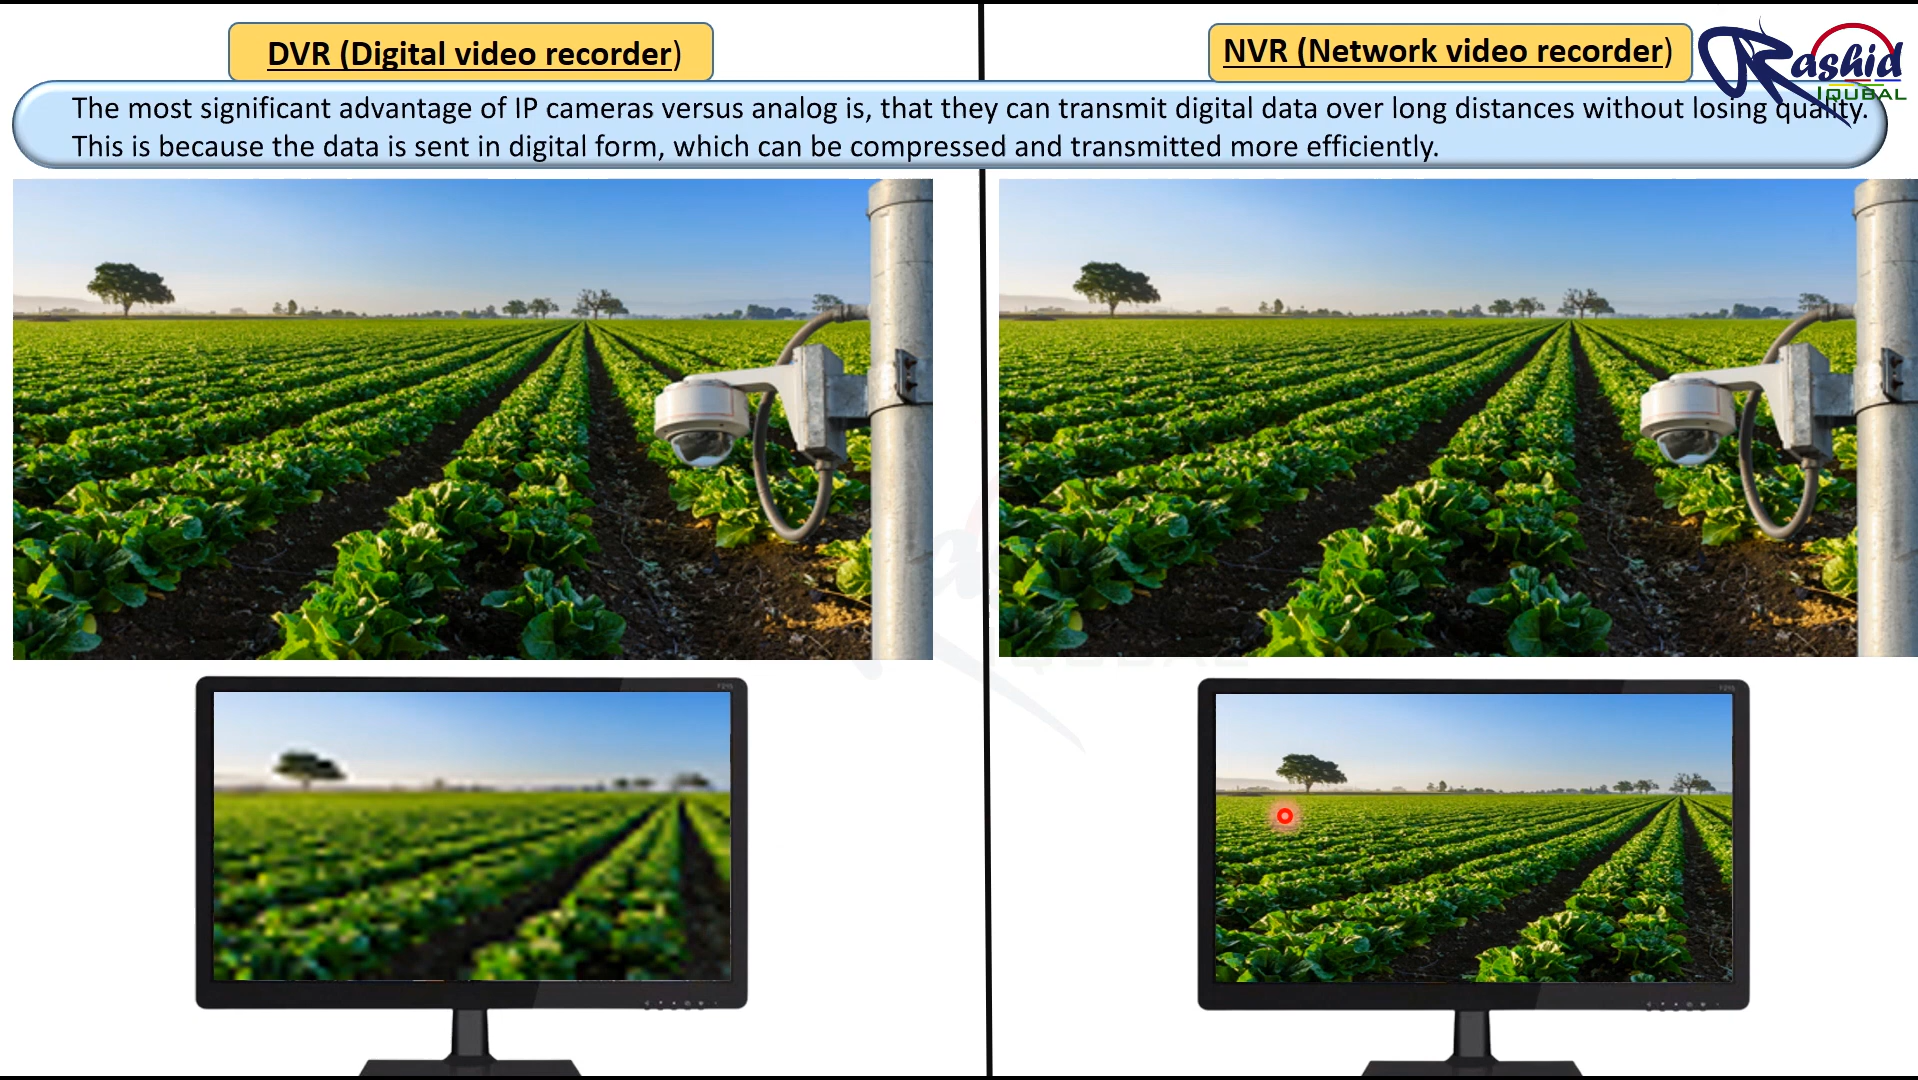 DVR (Digital video recorder)
NVR (Network video recorder)
Rashid
IQUBAL
The most significant advantage of IP cameras versus analog is, that they can transmit digital data over long distances without losing quality.
This is because the data is sent in digital form, which can be compressed and transmitted more efficiently.